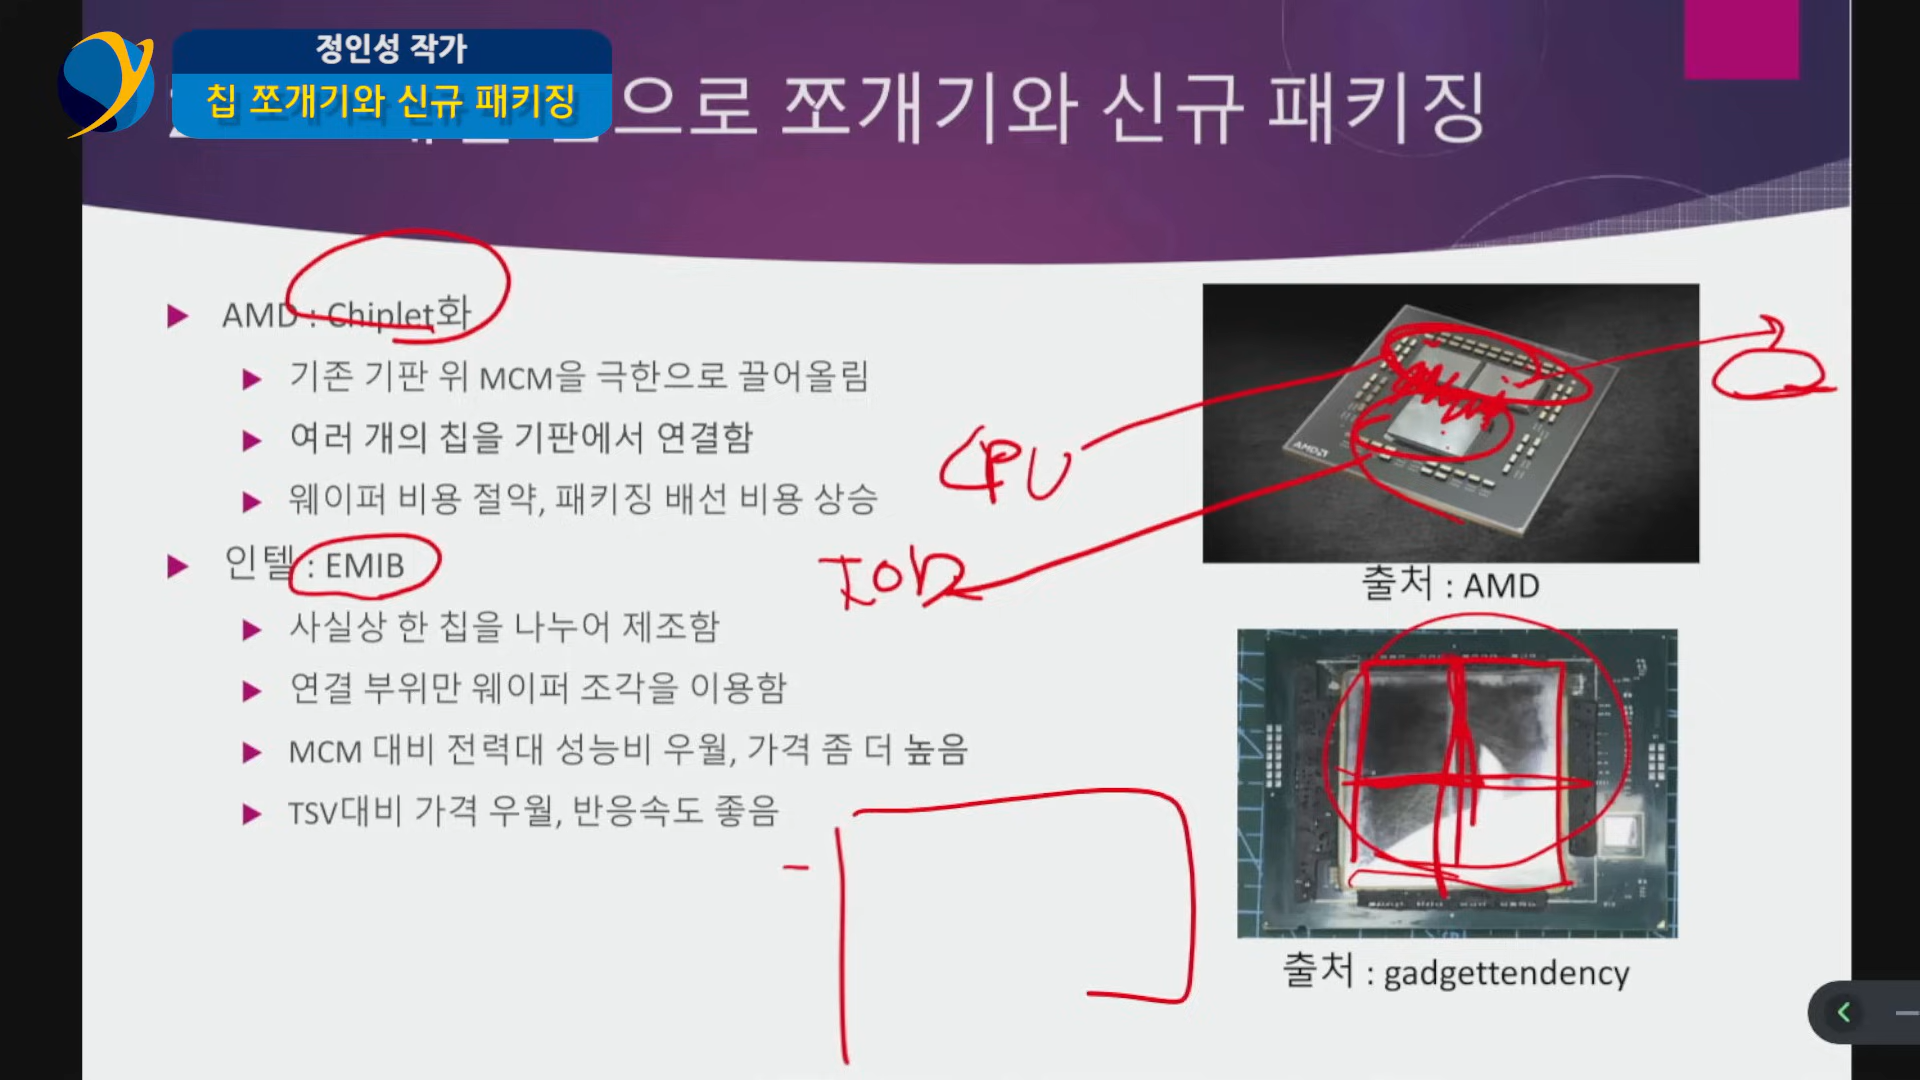 정인성 작가
칩 쪼개기와 신규 패키징
으로 쪼개기와 신규 패키징
AMD : Chiplet화
기존 기판 위 MCM을 극한으로 끌어올림
여러 개의 칩을 기판에서 연결함
웨이퍼 비용 절약, 패키징 배선 비용 상승
인텔 : EMIB
사실상 한 칩을 나누어 제조함
연결 부위만 웨이퍼 조각을 이용함
MCM 대비 전력대 성능비 우월, 가격 좀 더 높음
TSV대비 가격 우월, 반응속도 좋음
CPU
IOD
AMD
출처 : AMD
출처 : gadgettendency